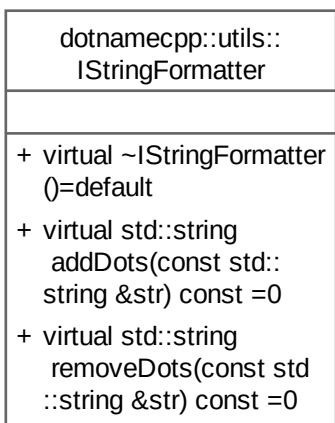 dotnamecpp::utils::
IStringFormatter
+ virtual ~IStringFormatter
()=default
+ virtual std::string
addDots(const std::
string &str) const =0
+ virtual std::string
removeDots(const std
::string &str) const =0